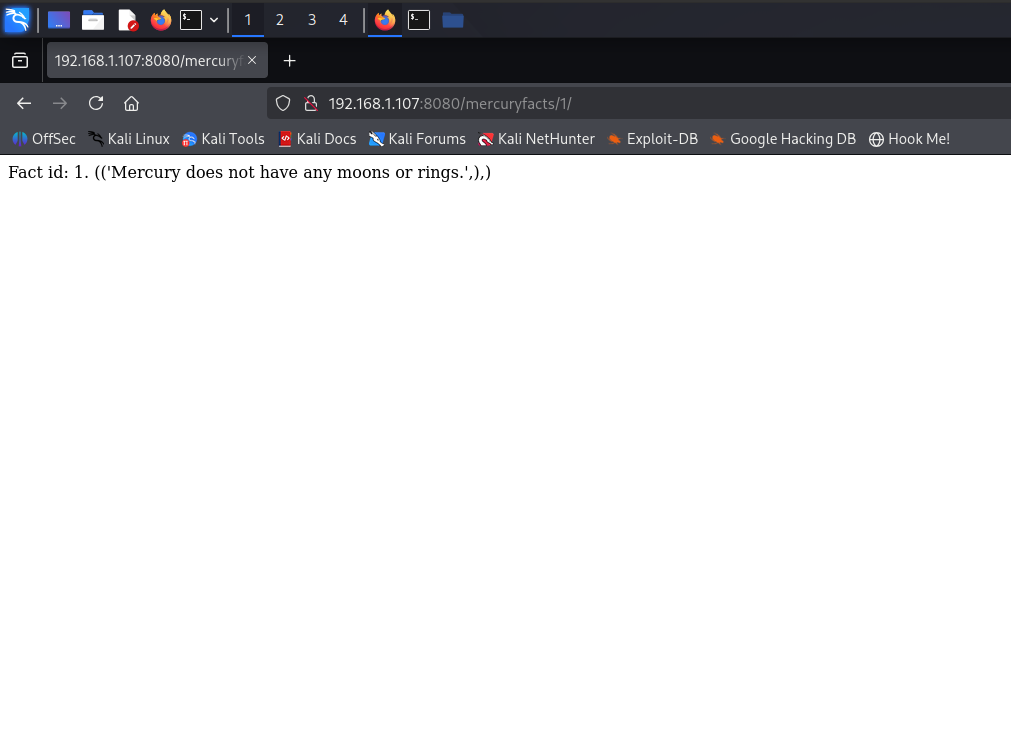 1 2 3 4
192.168.1.107:8080/mercuryf
192.168.1.107:8080/mercuryfacts/1/
OffSec Kali Linux Kali Tools Kali Docs Kali Forums Kali NetHunter Exploit-DB Google Hacking DB Hook Me!
Fact id: 1. (('Mercury does not have any moons or rings.',),)